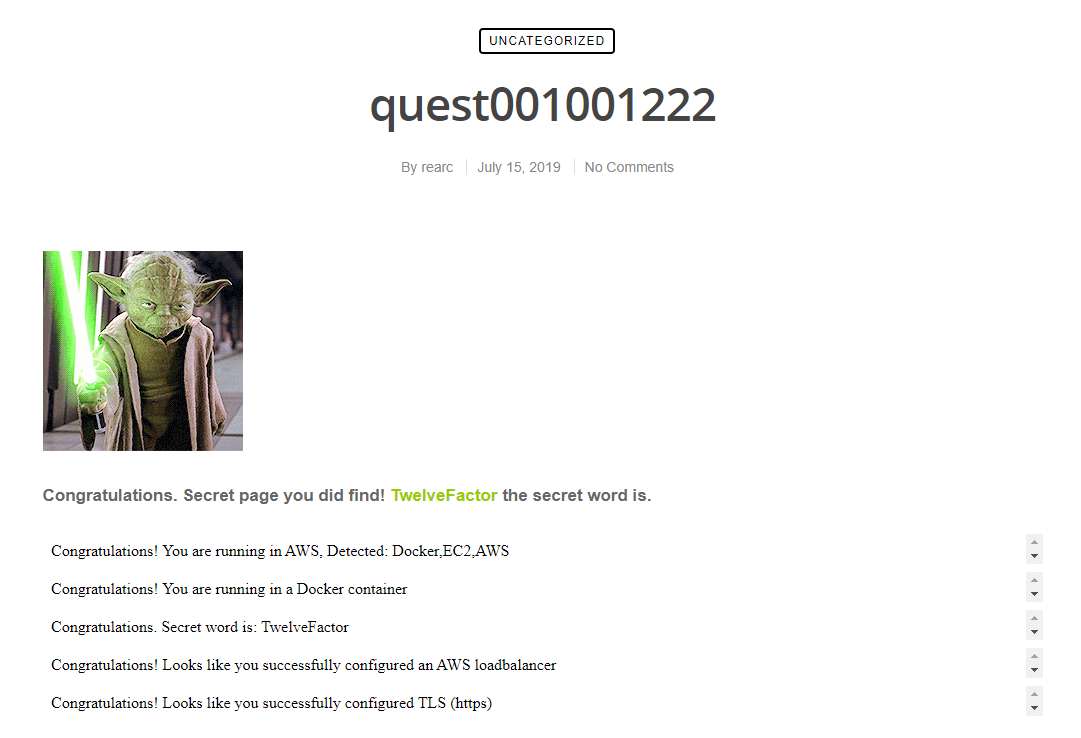 UNCATEGORIZED
quest001001222
By rearc July 15, 2019 No Comments
Congratulations. Secret page you did find! TwelveFactor the secret word is.
Congratulations! You are running in AWS, Detected: Docker,EC2,AWS
Congratulations! You are running in a Docker container
Congratulations. Secret word is: TwelveFactor
Congratulations! Looks like you successfully configured an AWS loadbalancer
Congratulations! Looks like you successfully configured TLS (https)